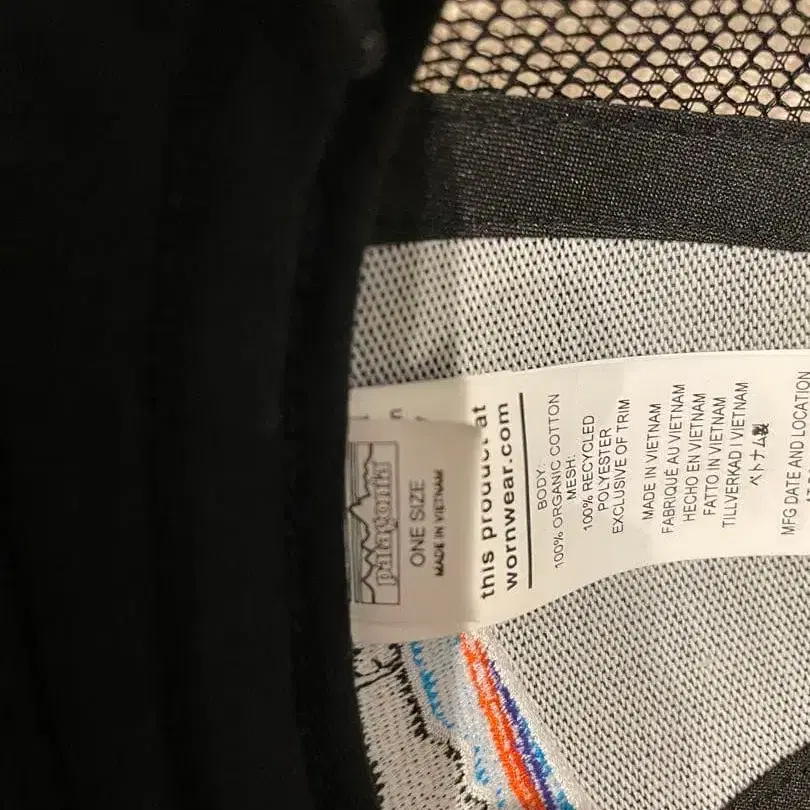 patagonia
ONE SIZE
MADE IN VIETNAM
this product at
wornwear.com
BODY:
100% ORGANIC COTTON
MESH:
100% RECYCLED
POLYESTER
EXCLUSIVE OF TRIM
MADE IN VIETNAM
FABRIQUÉ AU VIETNAM
HECHO EN VIETNAM
FATTO IN VIETNAM
TILLVERKAD I VIETNAM
ベトナム製
MFG DATE AND LOCATION